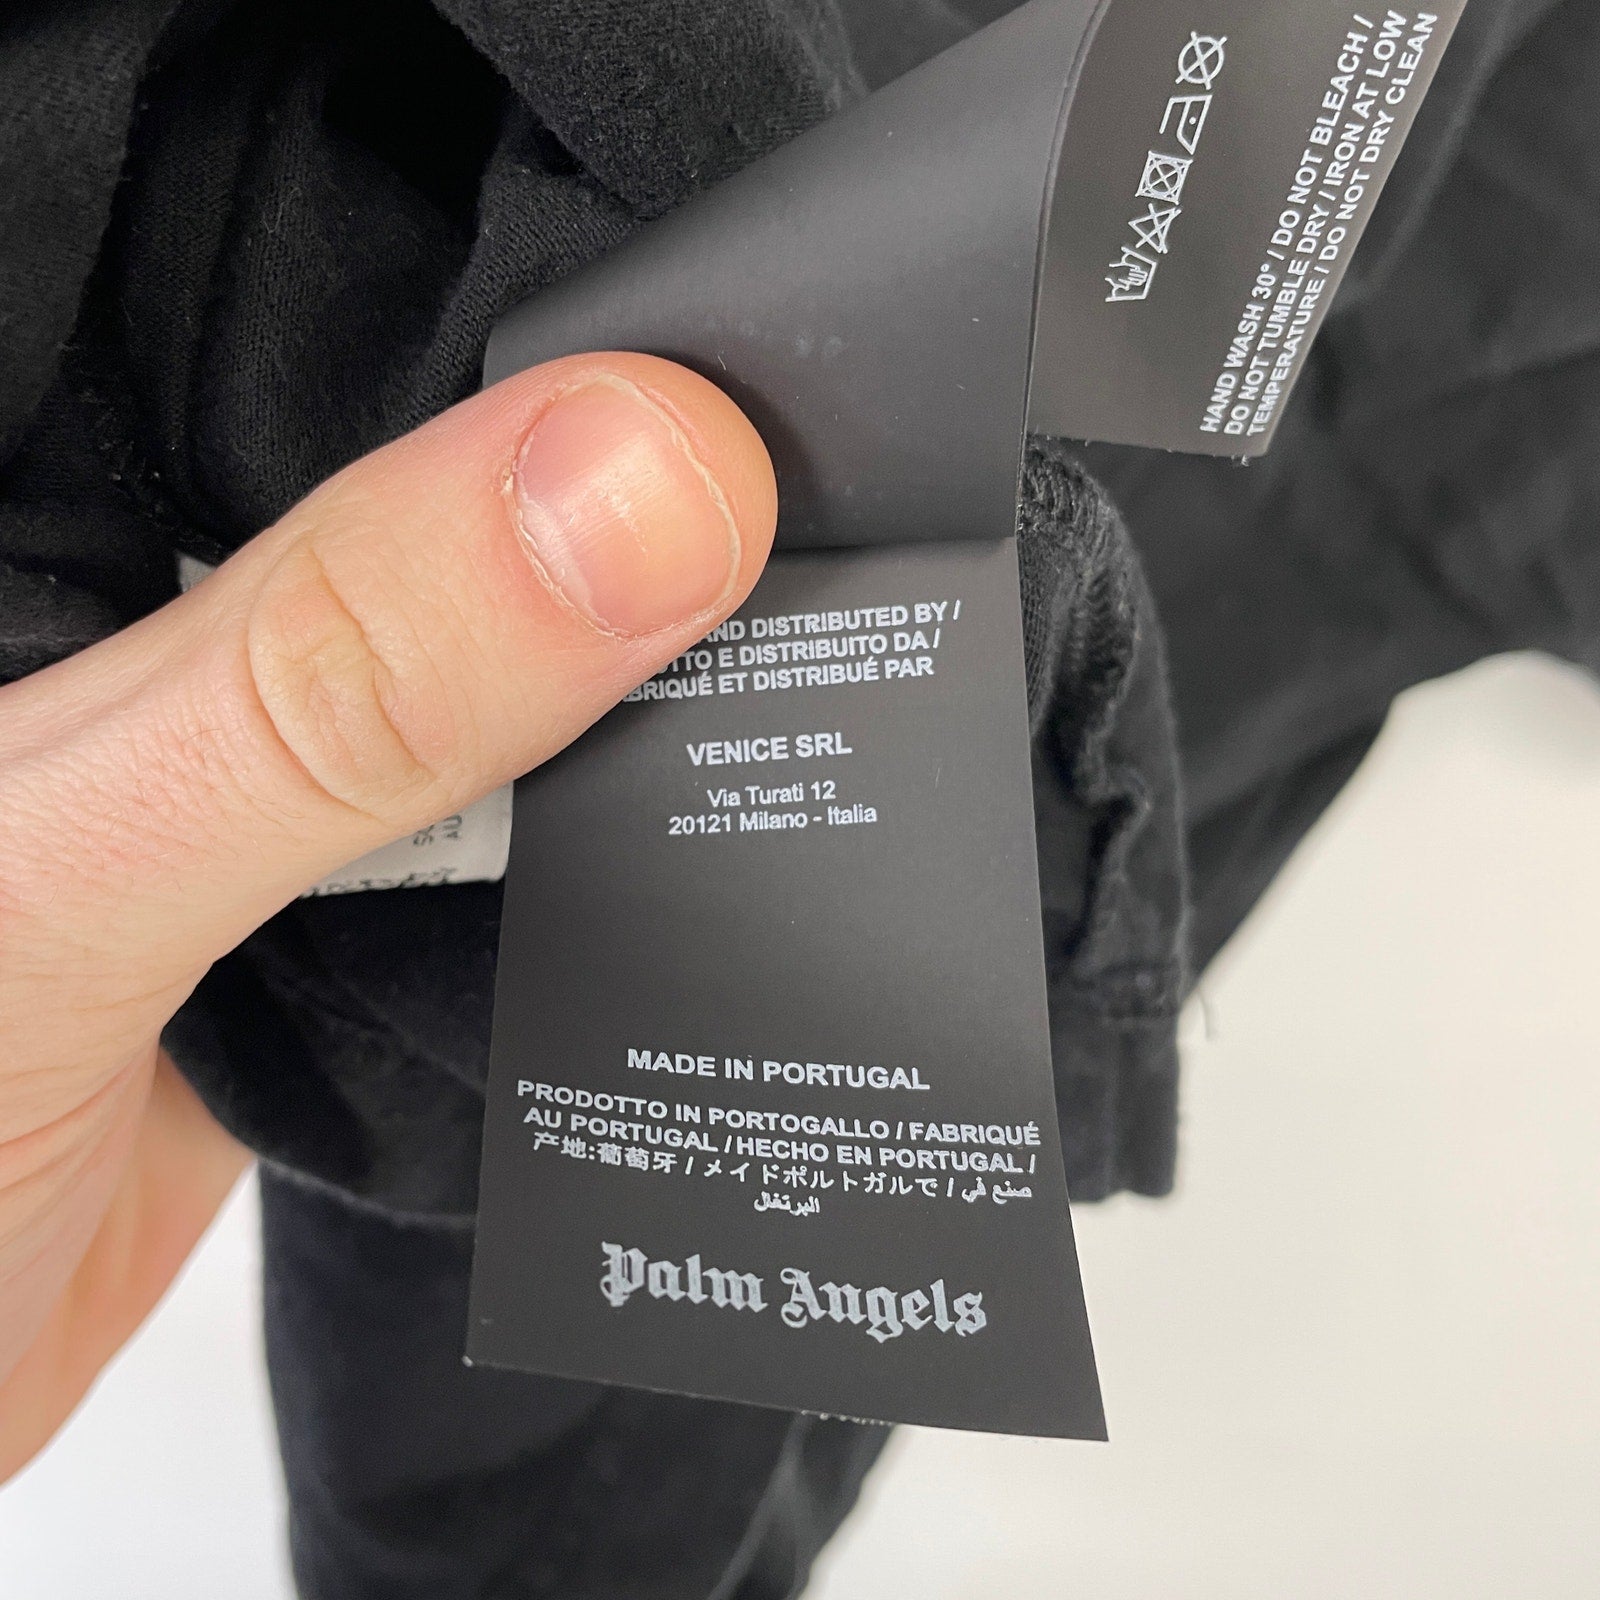 HAND WASH 30° / DO NOT BLEACH /
DO NOT TUMBLE DRY / IRON AT LOW
TEMPERATURE / DO NOT DRY CLEAN
AND DISTRIBUTED BY /
E DISTRIBUITO DA /
ET DISTRIBUÉ PAR
VENICE SRL
Via Turati 12
20121 Milano - Italia
MADE IN PORTUGAL
PRODOTTO IN PORTOGALLO / FABRIQUÉ
AU PORTUGAL / HECHO EN PORTUGAL /
产地:葡萄牙 / メイドポルトガルで / صنع في
البرتغال
Palm Angels